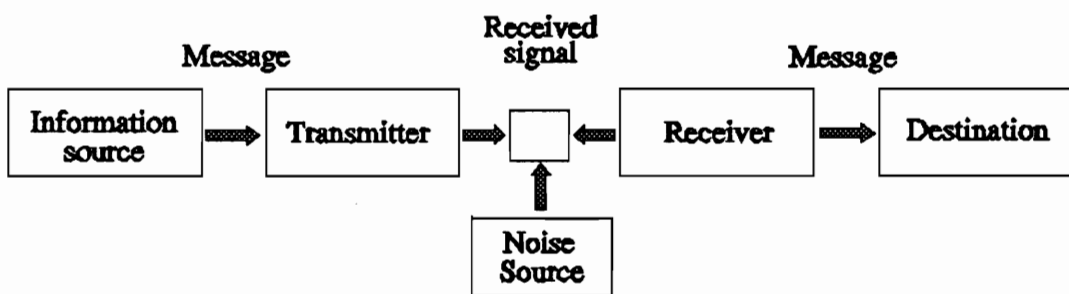 Message
Received
signal
Message
Information
source
Transmitter
Receiver
Destination
Noise
Source